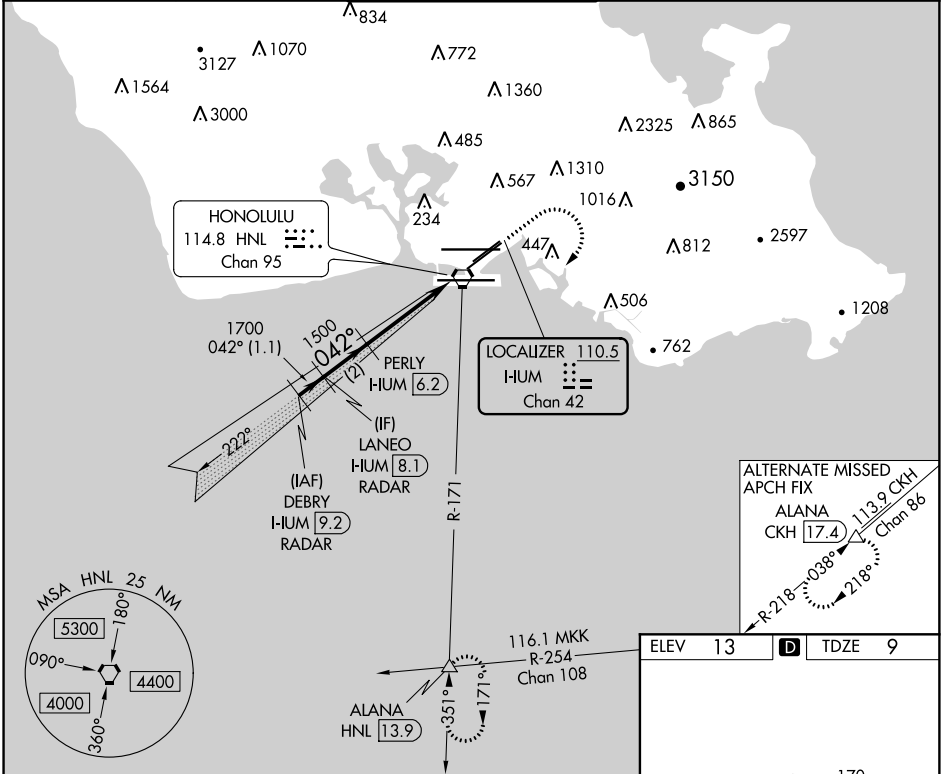 834
3127
1070
772
1564
1360
3000
2325
865
485
1310
567
3150
1016
234
HONOLULU
114.8 HNL
Chan 95
447
812
2597
506
1208
762
1700
042° (1.1)
1500
042°
(2)
PERLY
I-IUM 6.2
LOCALIZER 110.5
I-IUM
Chan 42
222°
(IF)
LANEO
I-IUM 8.1
RADAR
(IAF)
DEBRY
I-IUM 9.2
RADAR
R-171
ALTERNATE MISSED
APCH FIX
ALANA
CKH 17.4
113.9 CKH
Chan 86
038°
218°
R-218
MSA HNL 25 NM
180°
5300
090°
4400
4000
360°
116.1 MKK
R-254
Chan 108
351°
171°
ALANA
HNL 13.9
ELEV 13 D TDZE 9